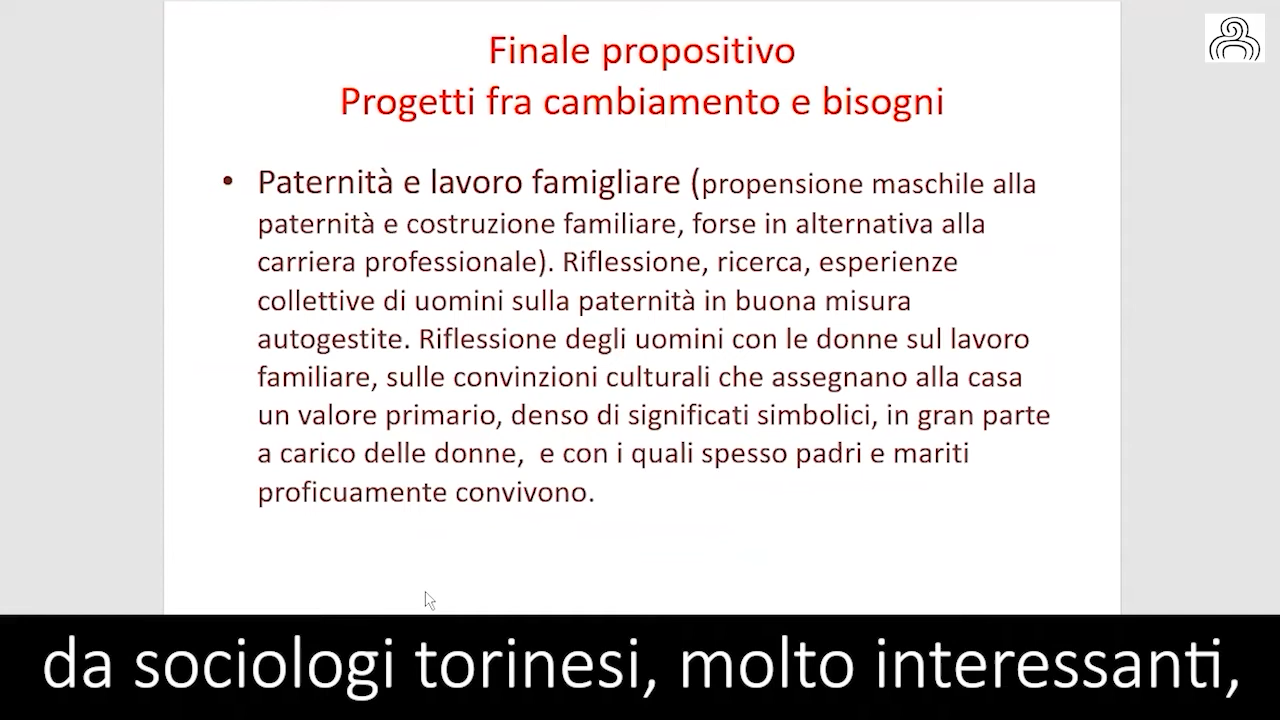 Finale propositivo
Progetti fra cambiamento e bisogni
• Paternità e lavoro famigliare (propensione maschile alla
paternità e costruzione familiare, forse in alternativa alla
carriera professionale). Riflessione, ricerca, esperienze
collettive di uomini sulla paternità in buona misura
autogestite. Riflessione degli uomini con le donne sul lavoro
familiare, sulle convinzioni culturali che assegnano alla casa
un valore primario, denso di significati simbolici, in gran parte
a carico delle donne,  e con i quali spesso padri e mariti
proficuamente convivono.
da sociologi torinesi, molto interessanti,